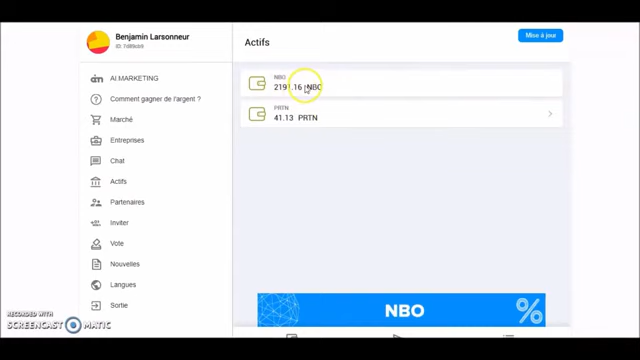 Benjamin Larsonneur
ID: 7d89cb9
Actifs
Mise à jour
AI MARKETING
Comment gagner de l'argent ?
Marché
Entreprises
Chat
Actifs
Partenaires
Inviter
Vote
Nouvelles
Langues
Sortie
NBO
2191.16 NBO
PRTN
41.13 PRTN
NBO
%
RECORDED WITH
SCREENCAST MATIC